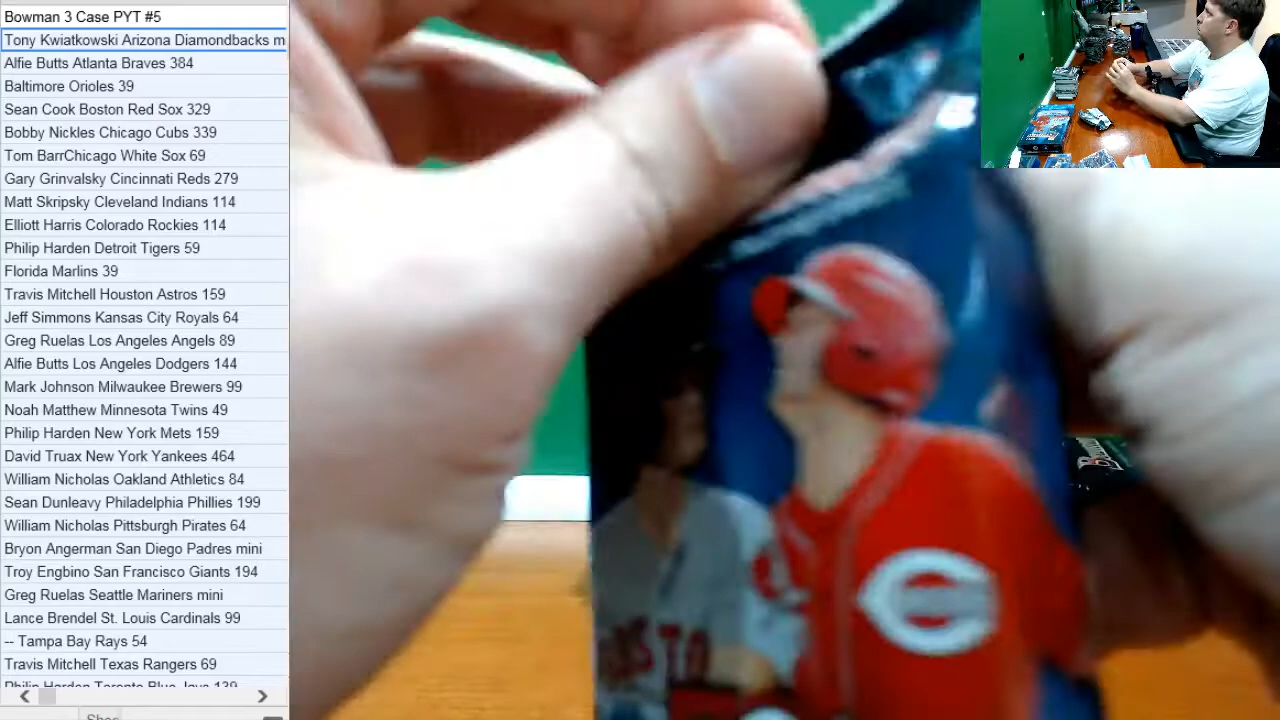 Bowman 3 Case PYT #5
Tony Kwiatkowski Arizona Diamondbacks m
Alfie Butts Atlanta Braves 384
Baltimore Orioles 39
Sean Cook Boston Red Sox 329
Bobby Nickles Chicago Cubs 339
Tom BarrChicago White Sox 69
Gary Grinvalsky Cincinnati Reds 279
Matt Skripsky Cleveland Indians 114
Elliott Harris Colorado Rockies 114
Philip Harden Detroit Tigers 59
Florida Marlins 39
Travis Mitchell Houston Astros 159
Jeff Simmons Kansas City Royals 64
Greg Ruelas Los Angeles Angels 89
Alfie Butts Los Angeles Dodgers 144
Mark Johnson Milwaukee Brewers 99
Noah Matthew Minnesota Twins 49
Philip Harden New York Mets 159
David Truax New York Yankees 464
William Nicholas Oakland Athletics 84
Sean Dunleavy Philadelphia Phillies 199
William Nicholas Pittsburgh Pirates 64
Bryon Angerman San Diego Padres mini
Troy Engbino San Francisco Giants 194
Greg Ruelas Seattle Mariners mini
Lance Brendel St. Louis Cardinals 99
-- Tampa Bay Rays 54
Travis Mitchell Texas Rangers 69
Philip Harden Toronto Blue Jays 139
C